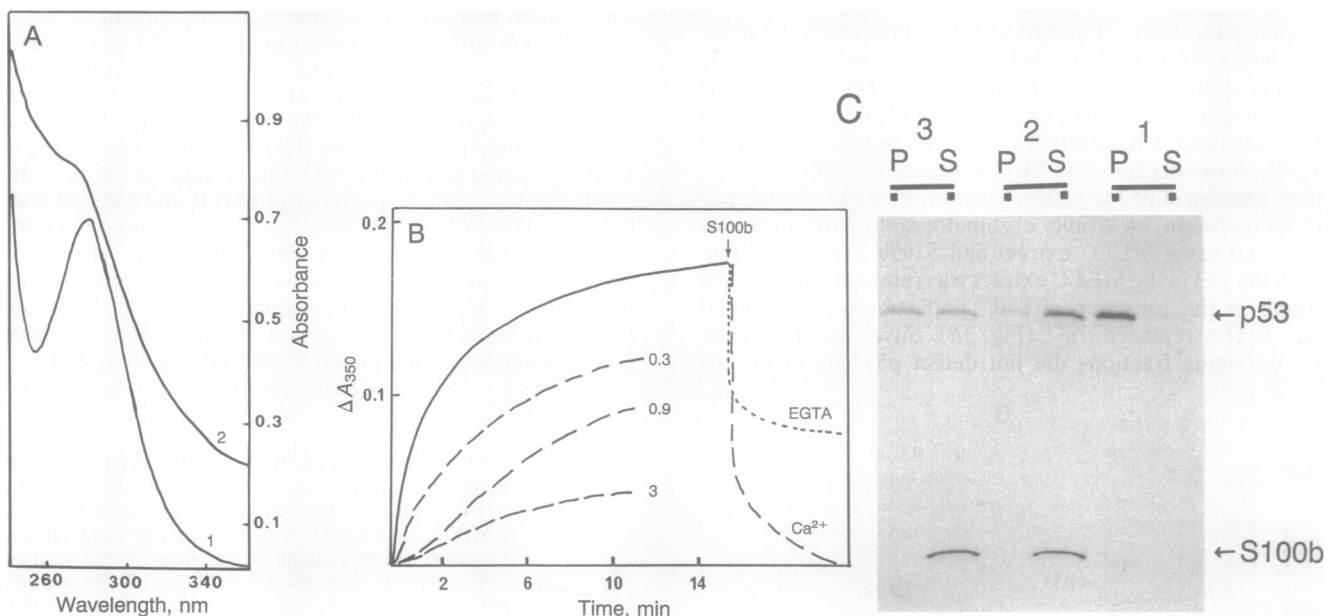 A
0.9
0.7
0.5
0.3
0.1
Absorbance
2
1
260 300 340
Wavelength, nm
B
0.2
0.1
Δ A350
S100b
0.3
0.9
3
EGTA
Ca²⁺
2 6 10 14
Time, min
C
3 2 1
P S P S P S
←p53
←S100b